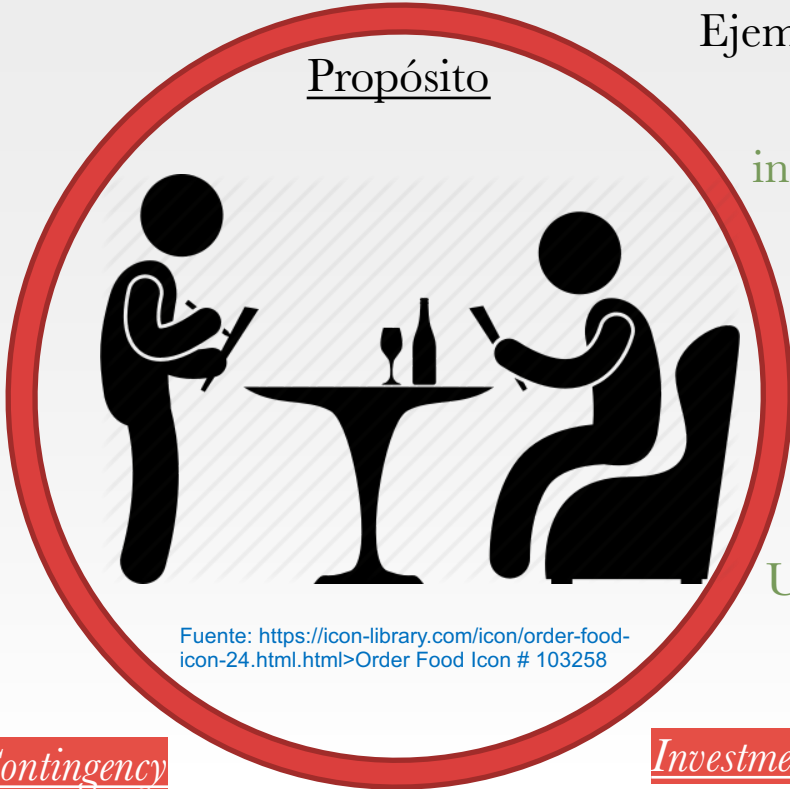 Ejem
Propósito
in
U
Fuente: https://icon-library.com/icon/order-food-
icon-24.html.html>Order Food Icon # 103258
ontingency
Investme